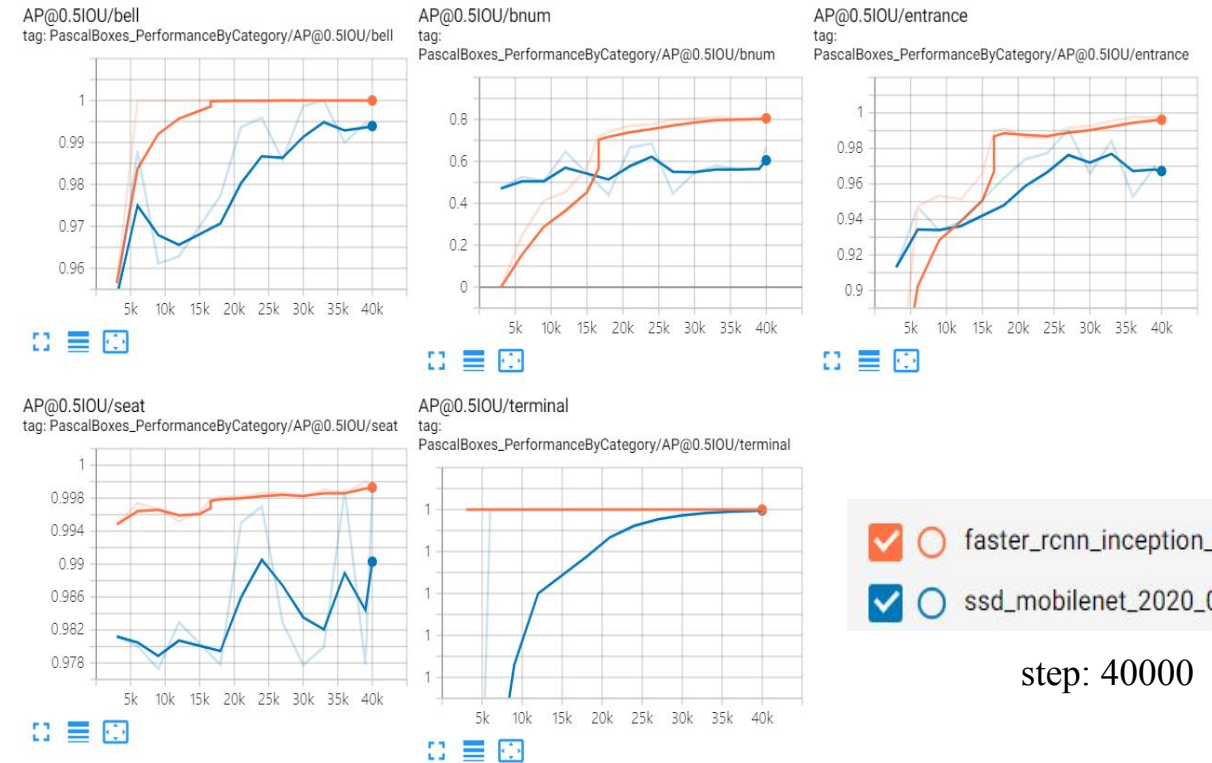 AP@0.5IOU/bell
tag: PascalBoxes_PerformanceByCategory/AP@0.5IOU/bell
1
0.99
0.98
0.97
0.96
5k 10k 15k 20k 25k 30k 35k 40k
AP@0.5IOU/bnum
tag:
PascalBoxes_PerformanceByCategory/AP@0.5IOU/bnum
0.8
0.6
0.4
0.2
0
5k 10k 15k 20k 25k 30k 35k 40k
AP@0.5IOU/entrance
tag:
PascalBoxes_PerformanceByCategory/AP@0.5IOU/entrance
1
0.98
0.96
0.94
0.92
0.9
5k 10k 15k 20k 25k 30k 35k 40k
AP@0.5IOU/seat
tag: PascalBoxes_PerformanceByCategory/AP@0.5IOU/seat
1
0.998
0.994
0.99
0.986
0.982
0.978
5k 10k 15k 20k 25k 30k 35k 40k
AP@0.5IOU/terminal
tag:
PascalBoxes_PerformanceByCategory/AP@0.5IOU/terminal
1
1
1
1
1
5k 10k 15k 20k 25k 30k 35k 40k
faster_rcnn_inception_
ssd_mobilenet_2020_0
step: 40000